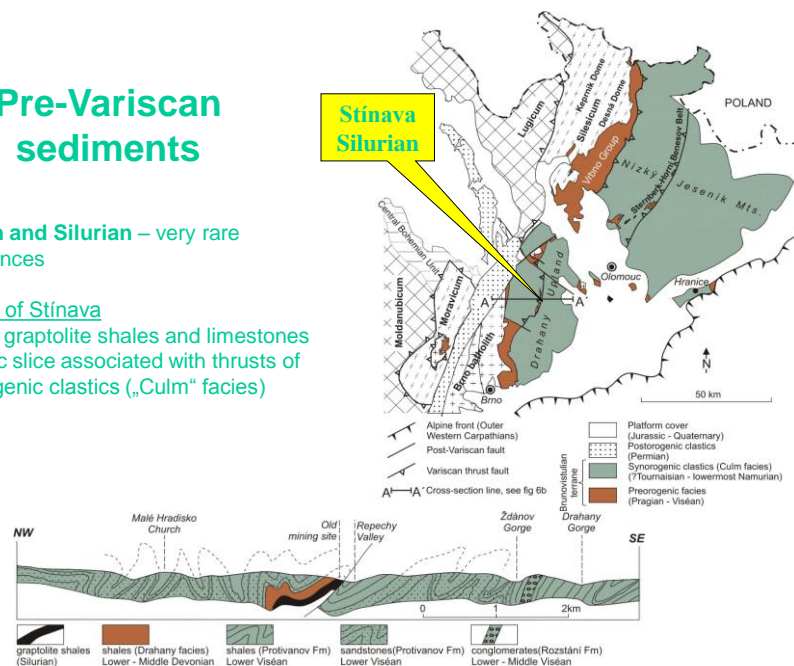 Pre-Variscan
sediments
and Silurian – very rare
of Stínava
graptolite shales and limestones
slice associated with thrusts of
clastics („Culm“ facies)
Stínava
Silurian
POLAND
Lugicum
Keprník Dome
Silesicum
Desná Dome
Vrbno Group
Šternberk-Horní Benešov Belt
Nízký Jeseník Mts.
Central Bohemian Unit
Moldanubicum
Moravicum
Brno batholith
Drahany Upland
Olomouc
Hranice
A A'
Brno
N
50 km
Alpine front (Outer
Western Carpathians)
Post-Variscan fault
Variscan thrust fault
A A' Cross-section line, see fig 6b
Brunovistulian
terrane
Platform cover
(Jurassic - Quaternary)
Postorogenic clastics
(Permian)
Synorogenic clastics (Culm facies)
(?Tournaisian - lowermost Namurian)
Preorogenic facies
(Pragian - Viséan)
NW
Malé Hradisko
Church
Old
mining site
Repechy
Valley
Ždánov
Gorge
Drahany
Gorge
SE
0 1 2km
graptolite shales
(Silurian)
shales (Drahany facies)
Lower - Middle Devonian
shales (Protivanov Fm)
Lower Viséan
sandstones(Protivanov Fm)
Lower Viséan
conglomerates(Rozstání Fm)
Lower - Middle Viséan